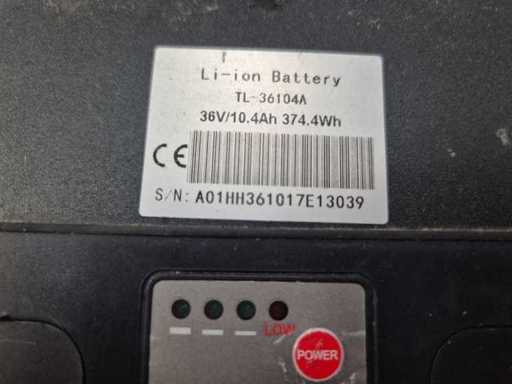 Li-ion Battery
TL-36104A
36V/10.4Ah 374.4Wh
CE
S/N: A01HH361017E13039
LOW
POWER